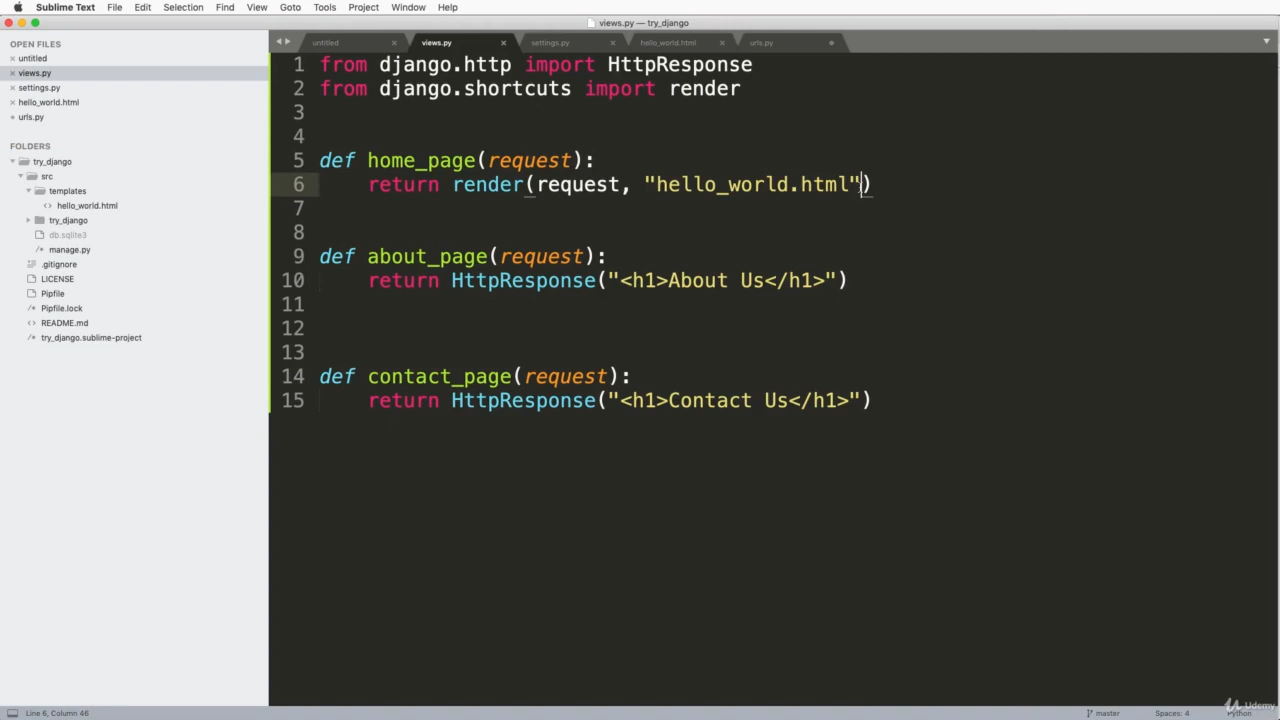 Sublime Text File Edit Selection Find View Goto Tools Project Window Help
views.py — try_django
OPEN FILES
untitled
views.py
settings.py
hello_world.html
urls.py
FOLDERS
try_django
src
templates
hello_world.html
try_django
db.sqlite3
manage.py
.gitignore
LICENSE
Pipfile
Pipfile.lock
README.md
try_django.sublime-project
untitled views.py settings.py hello_world.html urls.py
1 from django.http import HttpResponse
2 from django.shortcuts import render
3
4
5 def home_page(request):
6 return render(request, "hello_world.html")
7
8
9 def about_page(request):
10 return HttpResponse("<h1>About Us</h1>")
11
12
13
14 def contact_page(request):
15 return HttpResponse("<h1>Contact Us</h1>")
Line 6, Column 46
master Spaces: 4 Python
Udemy